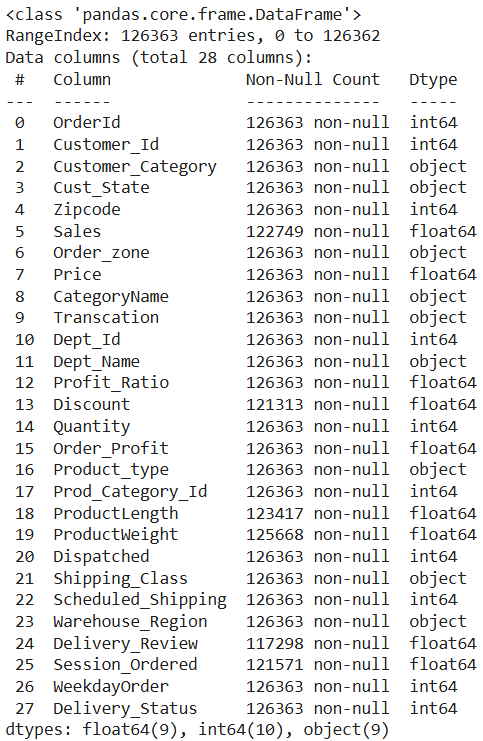 <class 'pandas.core.frame.DataFrame'>
RangeIndex: 126363 entries, 0 to 126362
Data columns (total 28 columns):
 #   Column              Non-Null Count   Dtype
---  ------              --------------   -----
 0   OrderId             126363 non-null  int64
 1   Customer_Id         126363 non-null  int64
 2   Customer_Category   126363 non-null  object
 3   Cust_State          126363 non-null  object
 4   Zipcode             126363 non-null  int64
 5   Sales               122749 non-null  float64
 6   Order_zone          126363 non-null  object
 7   Price               126363 non-null  float64
 8   CategoryName        126363 non-null  object
 9   Transcation         126363 non-null  object
 10  Dept_Id             126363 non-null  int64
 11  Dept_Name           126363 non-null  object
 12  Profit_Ratio        126363 non-null  float64
 13  Discount            121313 non-null  float64
 14  Quantity            126363 non-null  int64
 15  Order_Profit        126363 non-null  float64
 16  Product_type        126363 non-null  object
 17  Prod_Category_Id    126363 non-null  int64
 18  ProductLength       123417 non-null  float64
 19  ProductWeight       125668 non-null  float64
 20  Dispatched          126363 non-null  int64
 21  Shipping_Class      126363 non-null  object
 22  Scheduled_Shipping  126363 non-null  int64
 23  Warehouse_Region    126363 non-null  object
 24  Delivery_Review     117298 non-null  float64
 25  Session_Ordered     121571 non-null  float64
 26  WeekdayOrder        126363 non-null  int64
 27  Delivery_Status     126363 non-null  int64
dtypes: float64(9), int64(10), object(9)